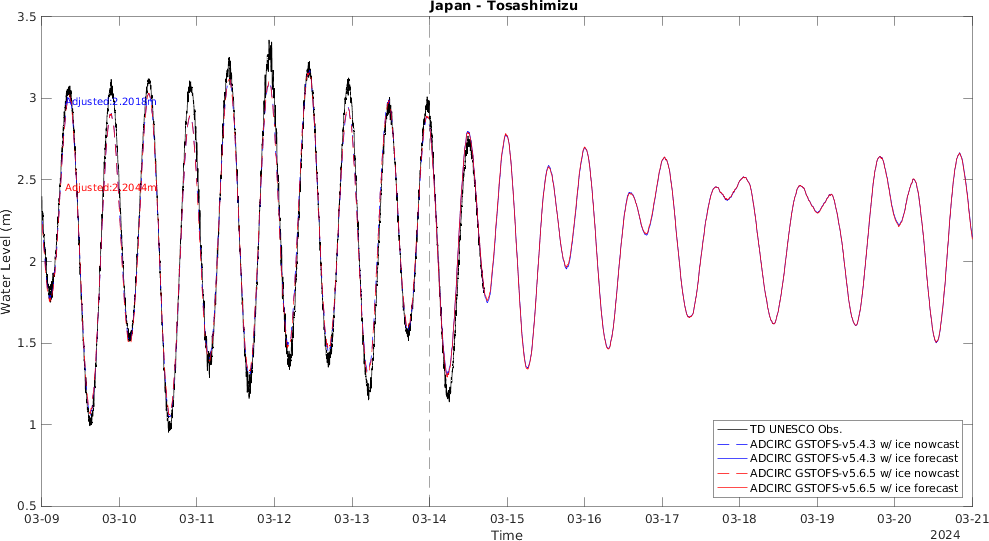 Japan - Tosashimizu
3.5
3
2.5
2
1.5
1
0.5
Water Level (m)
Adjusted:2.2018m
Adjusted:2.2044m
TD UNESCO Obs.
ADCIRC GSTOFS-v5.4.3 w/ ice nowcast
ADCIRC GSTOFS-v5.4.3 w/ ice forecast
ADCIRC GSTOFS-v5.6.5 w/ ice nowcast
ADCIRC GSTOFS-v5.6.5 w/ ice forecast
03-09 03-10 03-11 03-12 03-13 03-14 03-15 03-16 03-17 03-18 03-19 03-20 03-21
Time
2024